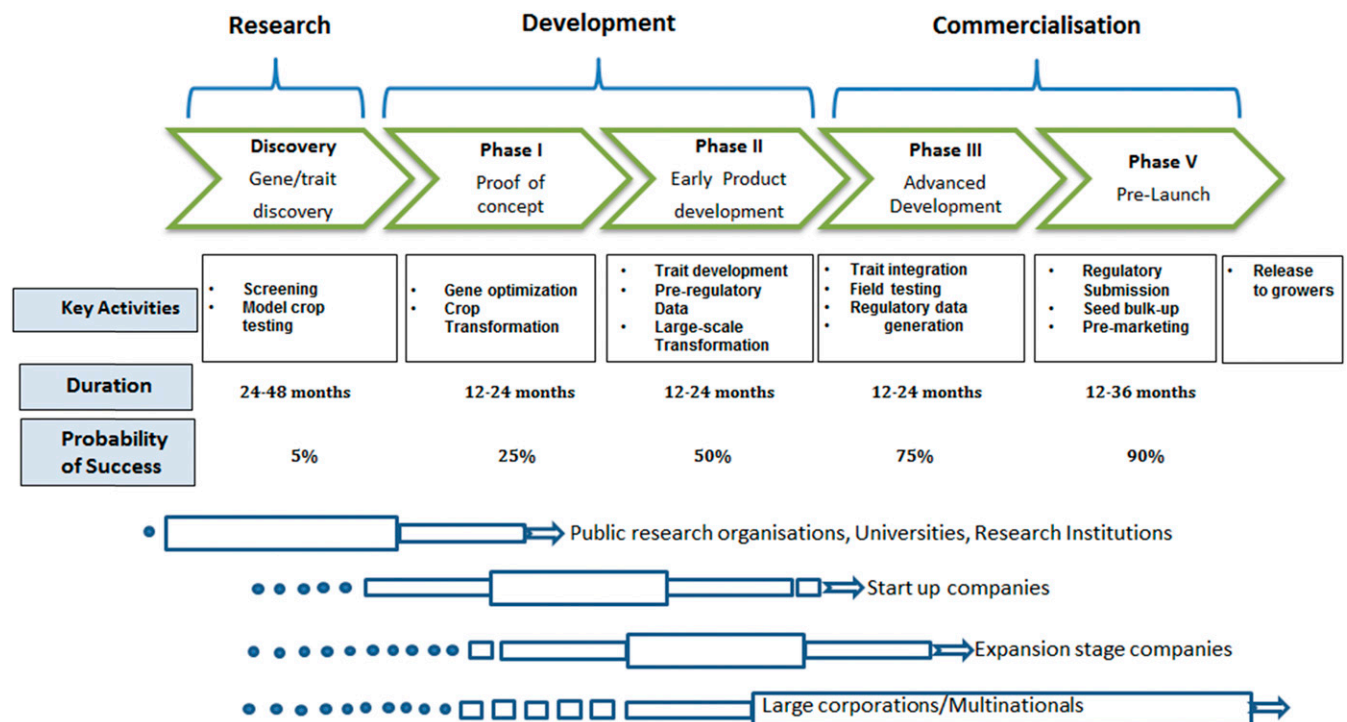 Research
Development
Commercialisation
Discovery
Gene/trait
discovery
Phase I
Proof of
concept
Phase II
Early Product
development
Phase III
Advanced
Development
Phase V
Pre-Launch
Key Activities
• Screening
• Model crop
testing
• Gene optimization
• Crop
Transformation
• Trait development
• Pre-regulatory
Data
• Large-scale
Transformation
• Trait integration
• Field testing
• Regulatory data
• generation
• Regulatory
Submission
• Seed bulk-up
• Pre-marketing
• Release
to growers
Duration
24-48 months
12-24 months
12-24 months
12-24 months
12-36 months
Probability
of Success
5%
25%
50%
75%
90%
Public research organisations, Universities, Research Institutions
Start up companies
Expansion stage companies
Large corporations/Multinationals